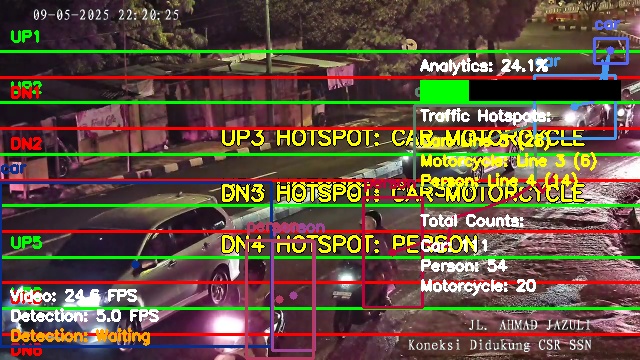 09-05-2025 22:20:25
car
UP1
Analytics: 24.1%
DN1
Traffic Hotspots:
DN2
UP3 HOTSPOT: CAR-MOTORCYCLE
Motorcycle: Line 3 (6)
car
Person: Line 4 (14)
DN3 HOTSPOT: CAR-MOTORCYCLE
Total Counts:
UP5
DN4 HOTSPOT: PERSON
Person: 54
Motorcycle: 20
Video: 24.6 FPS
Detection: 5.0 FPS
Detection: Waiting
JL. AHMAD JAZULI
Koneksi Didukung CSR SSN
DN6